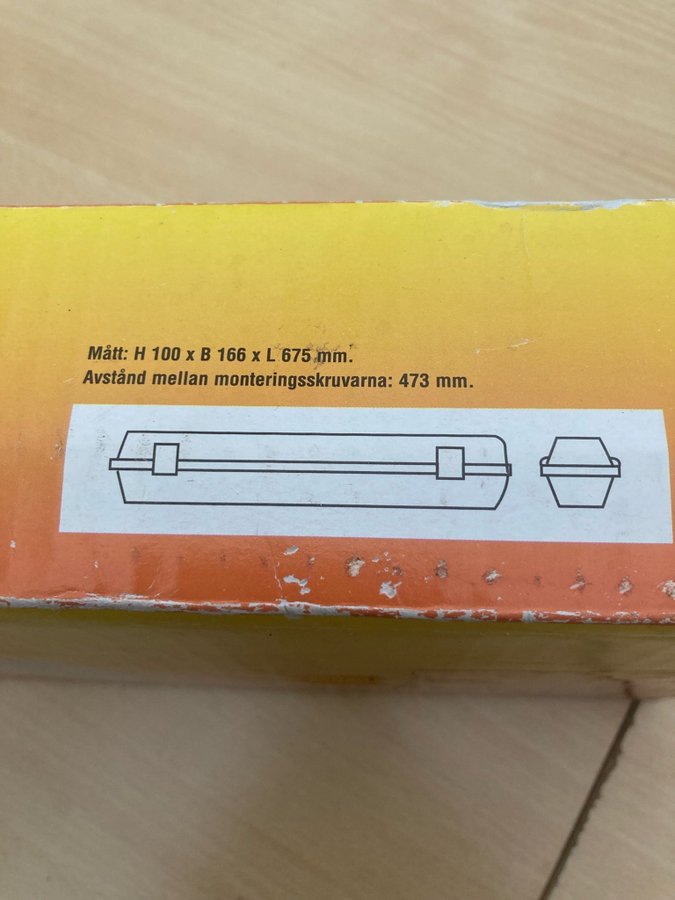 Mått: H 100 x B 166 x L 675 mm.
Avstånd mellan monteringsskruvarna: 473 mm.